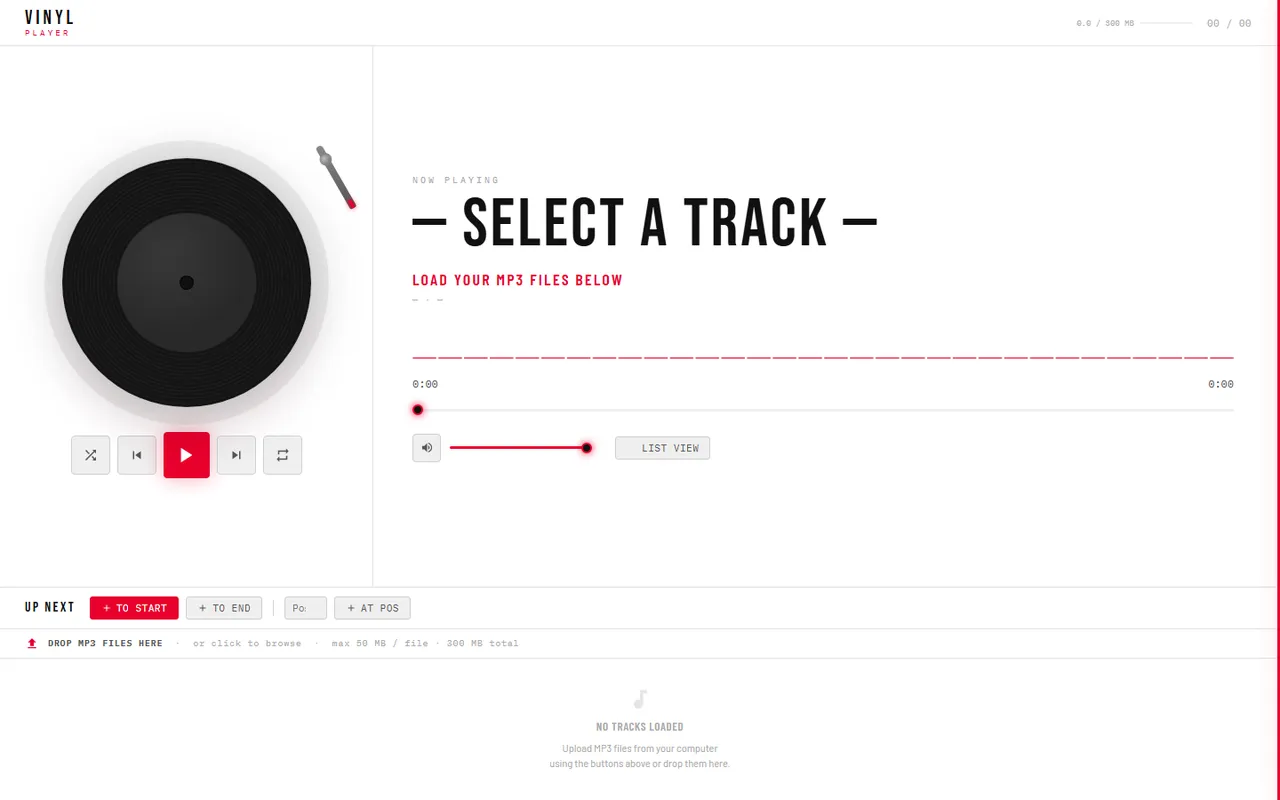 VINYL
PLAYER
0.0 / 500 MB
00 / 00
NOW PLAYING
— SELECT A TRACK —
LOAD YOUR MP3 FILES BELOW
— · —
0:00
0:00
LIST VIEW
UP NEXT
+ TO START
+ TO END
Po
+ AT POS
DROP MP3 FILES HERE · or click to browse · max 50 MB / file · 300 MB total
NO TRACKS LOADED
Upload MP3 files from your computer
using the buttons above or drop them here.